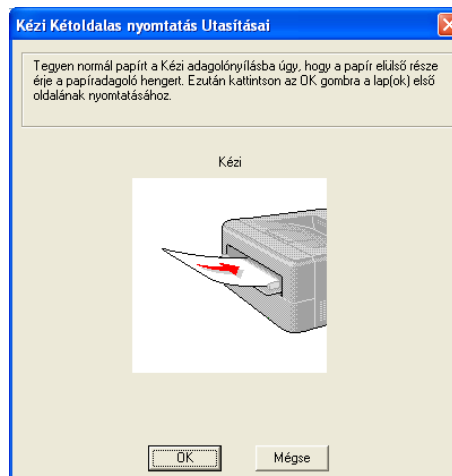 Kézi Kétoldalas nyomtatás Utasításai
Tegyen normál papírt a Kézi adagolónyílásba úgy, hogy a papír elülső része
érje a papíradagoló hengert. Ezután kattintson az OK gombra a lap(ok) első
oldalának nyomtatásához.
Kézi
OK
Mégse